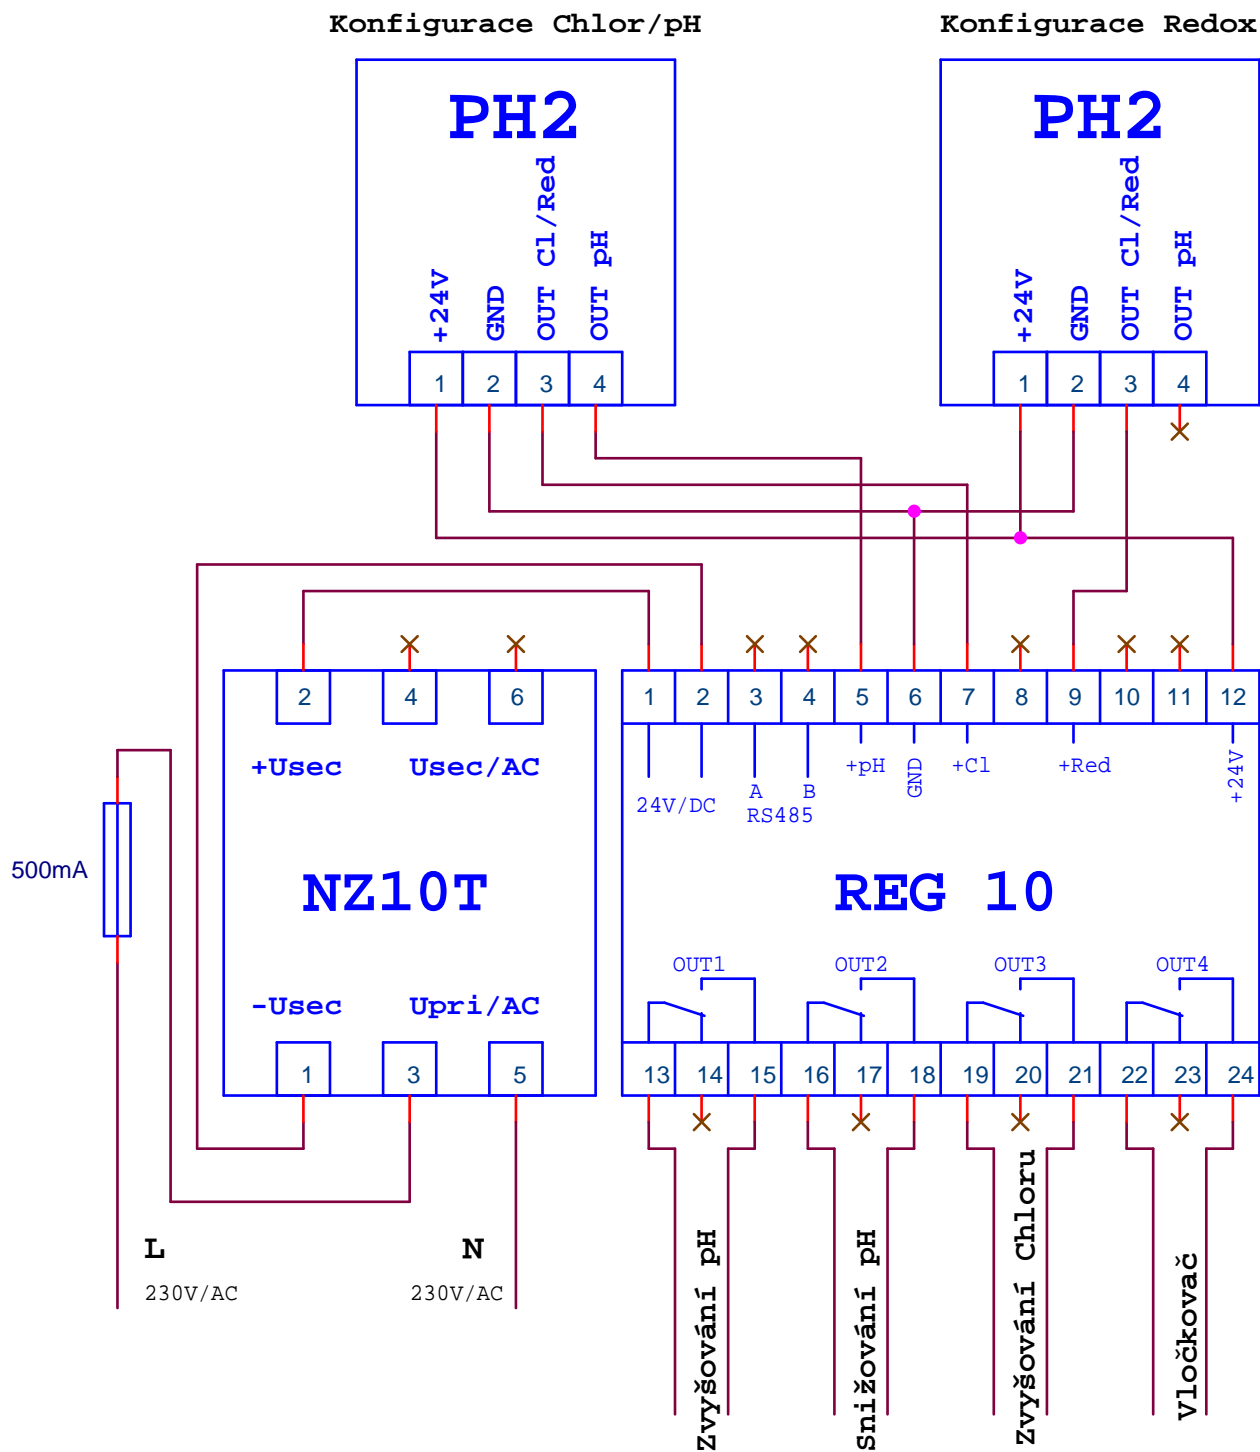 Konfigurace Chlor/pH
Konfigurace Redox
PH2
+24V
GND
OUT Cl/Red
OUT pH
1
2
3
4
PH2
+24V
GND
OUT Cl/Red
OUT pH
1
2
3
4
2
4
6
+Usec
Usec/AC
NZ10T
-Usec
Upri/AC
1
3
5
500mA
L
230V/AC
N
230V/AC
1
2
3
4
5
6
7
8
9
10
11
12
24V/DC
A
B
RS485
+pH
GND
+Cl
+Red
+24V
REG 10
OUT1
OUT2
OUT3
OUT4
13
14
15
16
17
18
19
20
21
22
23
24
Zvyšování pH
Snižování pH
Zvyšování Chloru
Vločkovač